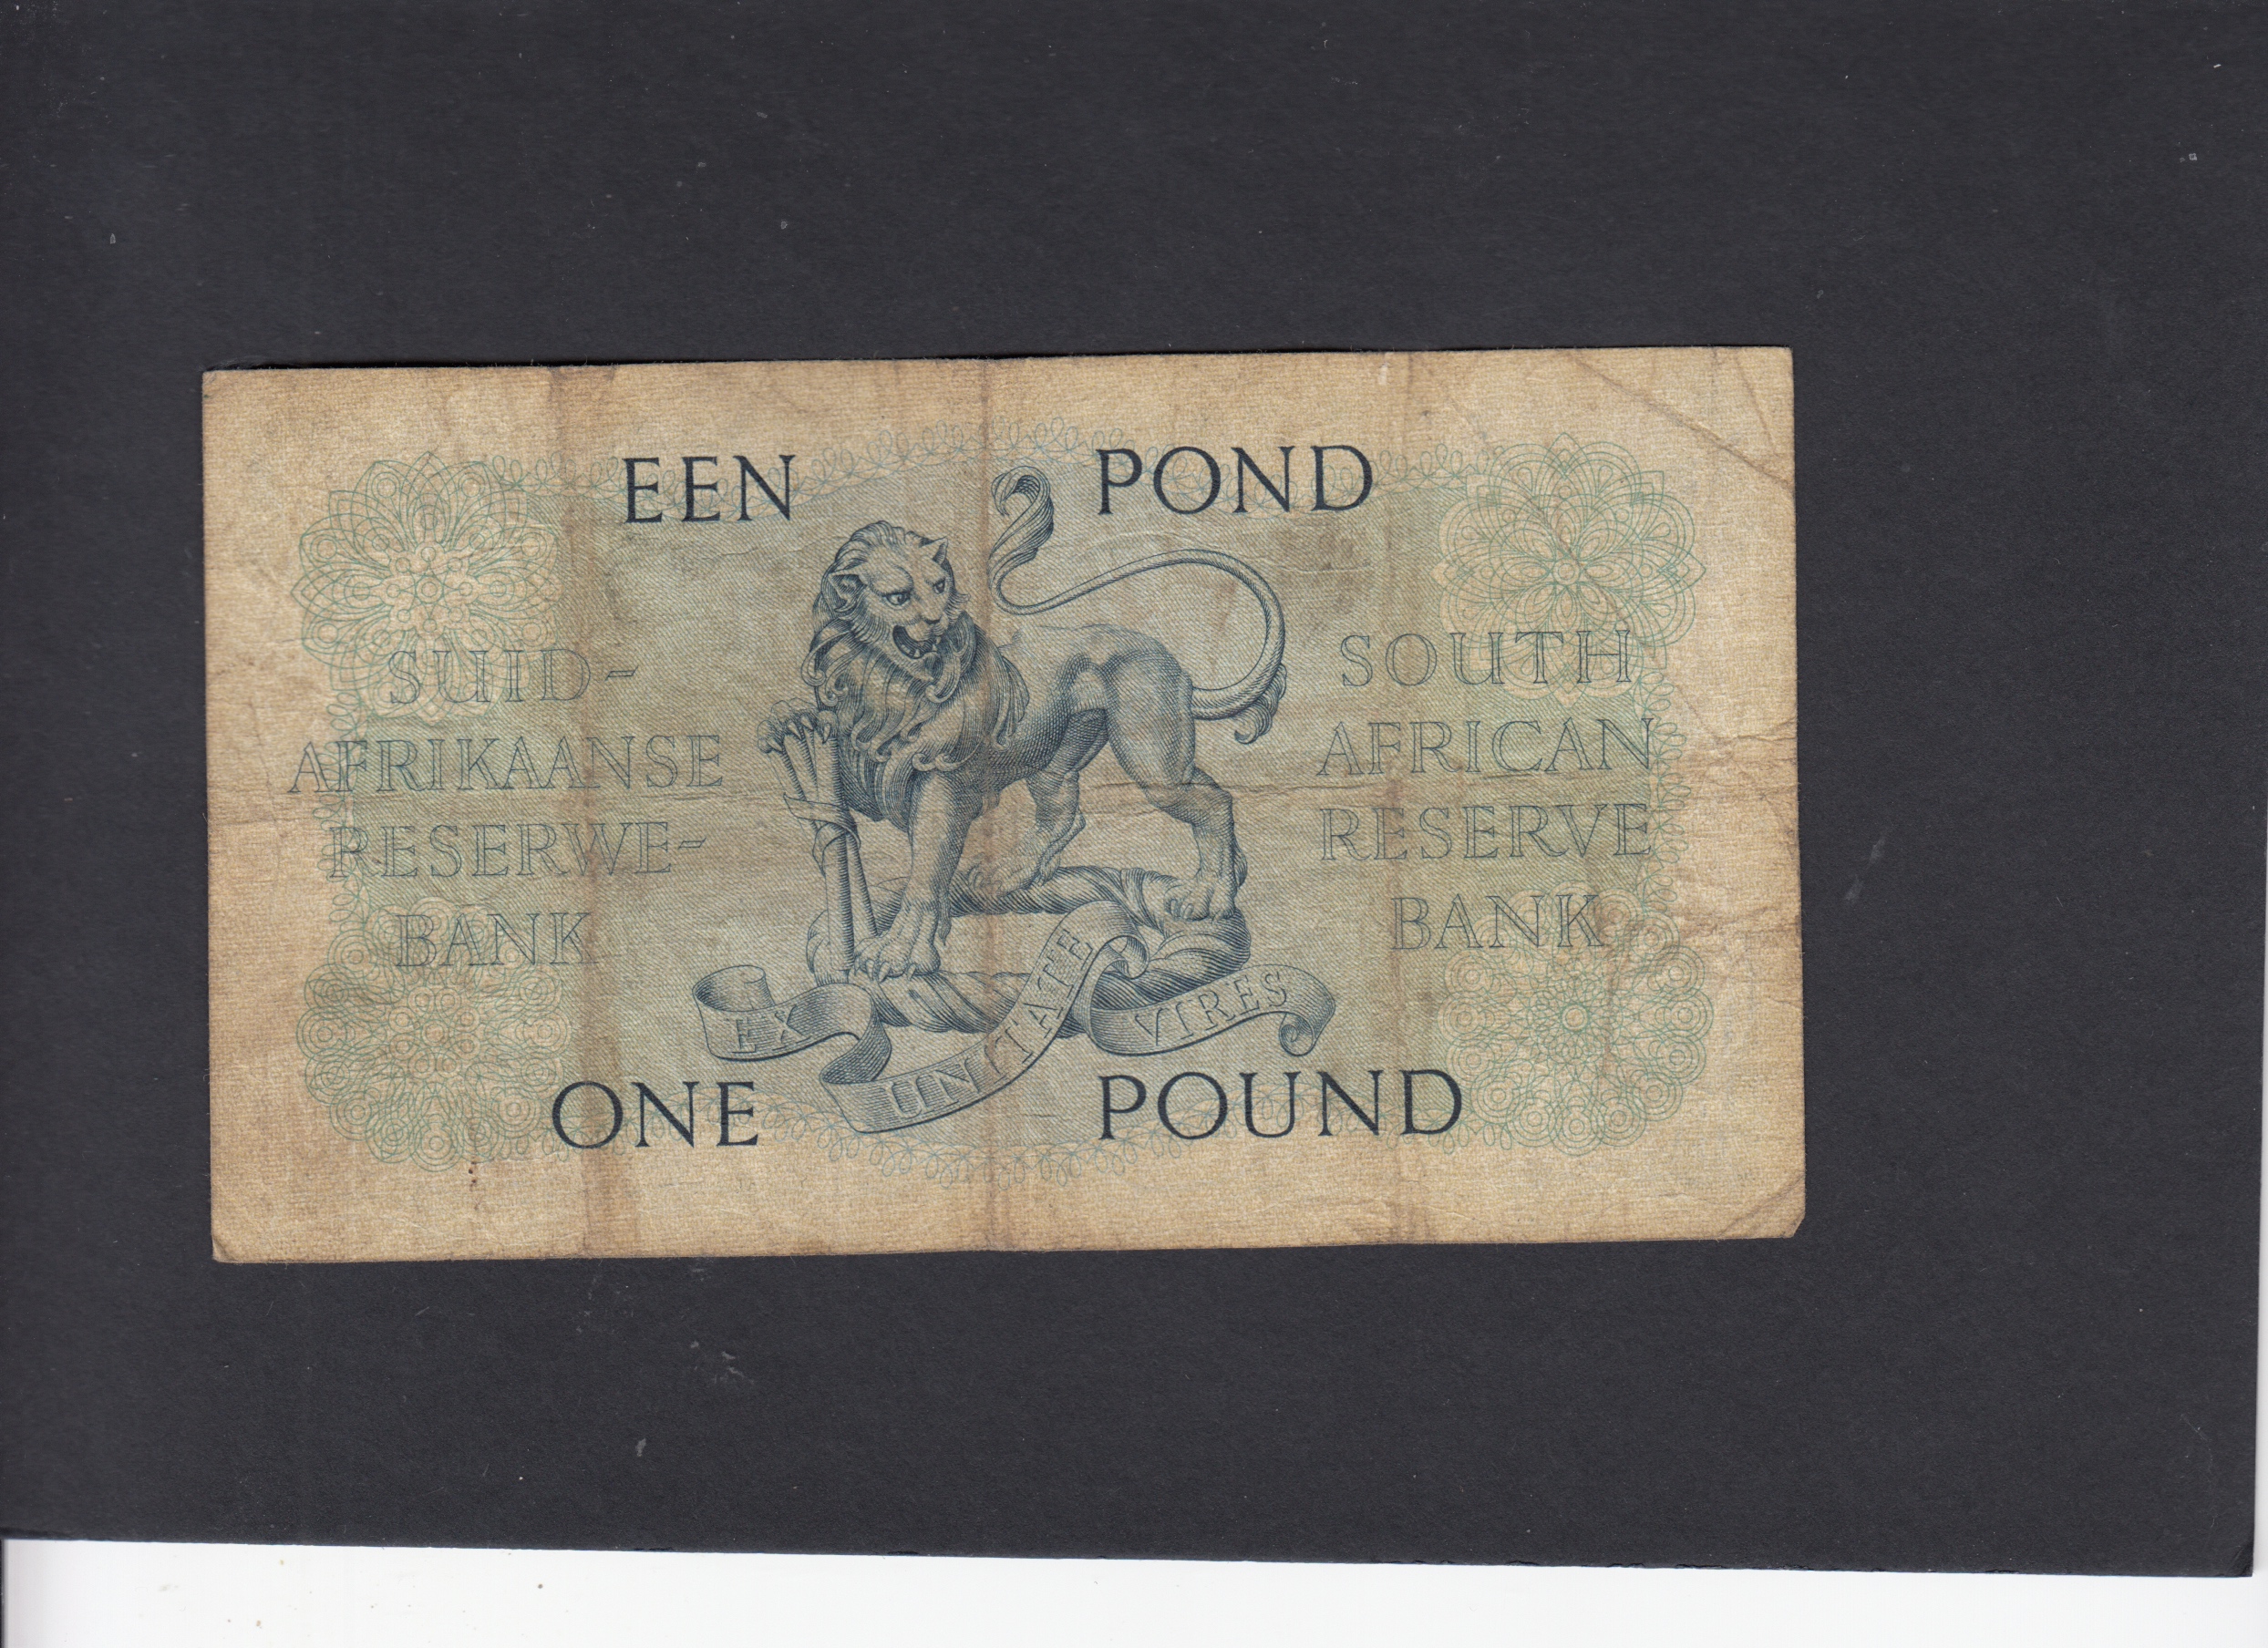 EEN POND
SUID-
AFRIKAANSE
RESERWE-
BANK
SOUTH
AFRICAN
RESERVE
BANK
EX UNITATE VIRES
ONE POUND